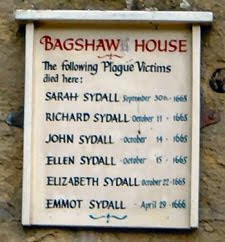 BAGSHAW HOUSE
The following Plague Victims
died here:
SARAH SYDALL September 30th - 1665
RICHARD SYDALL October 11 - 1665
JOHN SYDALL October 14 - 1665
ELLEN SYDALL October 15 - 1665
ELIZABETH SYDALL October 22 - 1665
EMMOT SYDALL April 29 - 1666